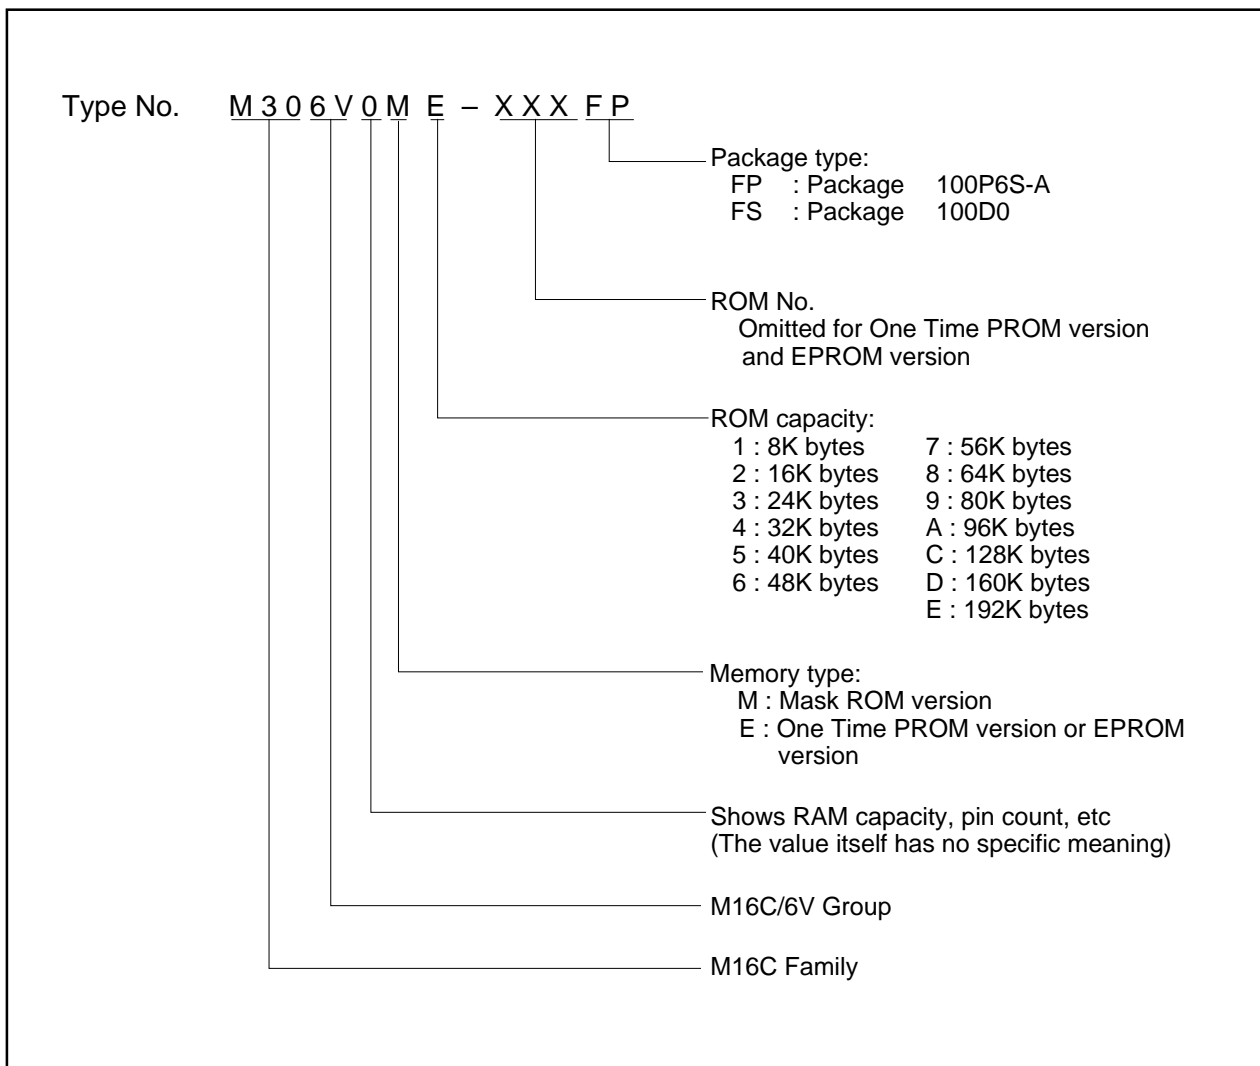 Type No. M 3 0 6 V 0 M E – X X X F P
Package type:
FP : Package 100P6S-A
FS : Package 100D0
ROM No.
Omitted for One Time PROM version
and EPROM version
ROM capacity:
1 : 8K bytes 7 : 56K bytes
2 : 16K bytes 8 : 64K bytes
3 : 24K bytes 9 : 80K bytes
4 : 32K bytes A : 96K bytes
5 : 40K bytes C : 128K bytes
6 : 48K bytes D : 160K bytes
E : 192K bytes
Memory type:
M : Mask ROM version
E : One Time PROM version or EPROM
version
Shows RAM capacity, pin count, etc
(The value itself has no specific meaning)
M16C/6V Group
M16C Family